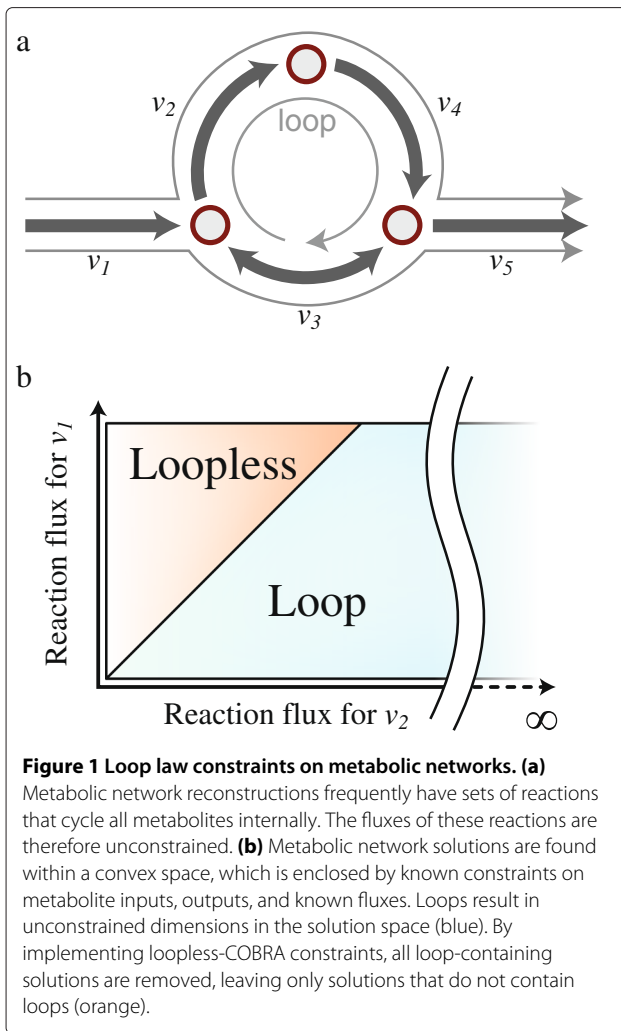 a
v2
loop
v4
v1
v3
v5
b
Reaction flux for v1
Loopless
Loop
Reaction flux for v2
∞
Figure 1 Loop law constraints on metabolic networks. (a)
Metabolic network reconstructions frequently have sets of reactions
that cycle all metabolites internally. The fluxes of these reactions are
therefore unconstrained. (b) Metabolic network solutions are found
within a convex space, which is enclosed by known constraints on
metabolite inputs, outputs, and known fluxes. Loops result in
unconstrained dimensions in the solution space (blue). By
implementing loopless-COBRA constraints, all loop-containing
solutions are removed, leaving only solutions that do not contain
loops (orange).